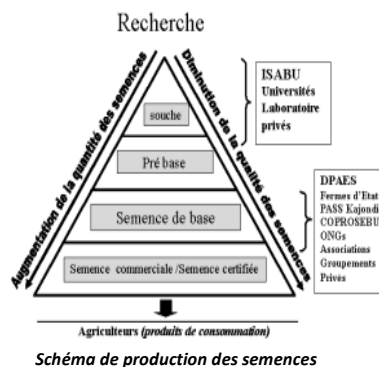 Recherche
Augmentation de la quantité des semences
Diminution de la qualité des semences
souche
Pré base
Semence de base
Semence commerciale /Semence certifiée
ISABU
Universités
Laboratoire
privés
DPAES
Fermes d'Etat
PASS Kajondi
COPROSEBU
ONGs
Associations
Groupements
Privés
Agriculteurs (produits de consommation)
Schéma de production des semences